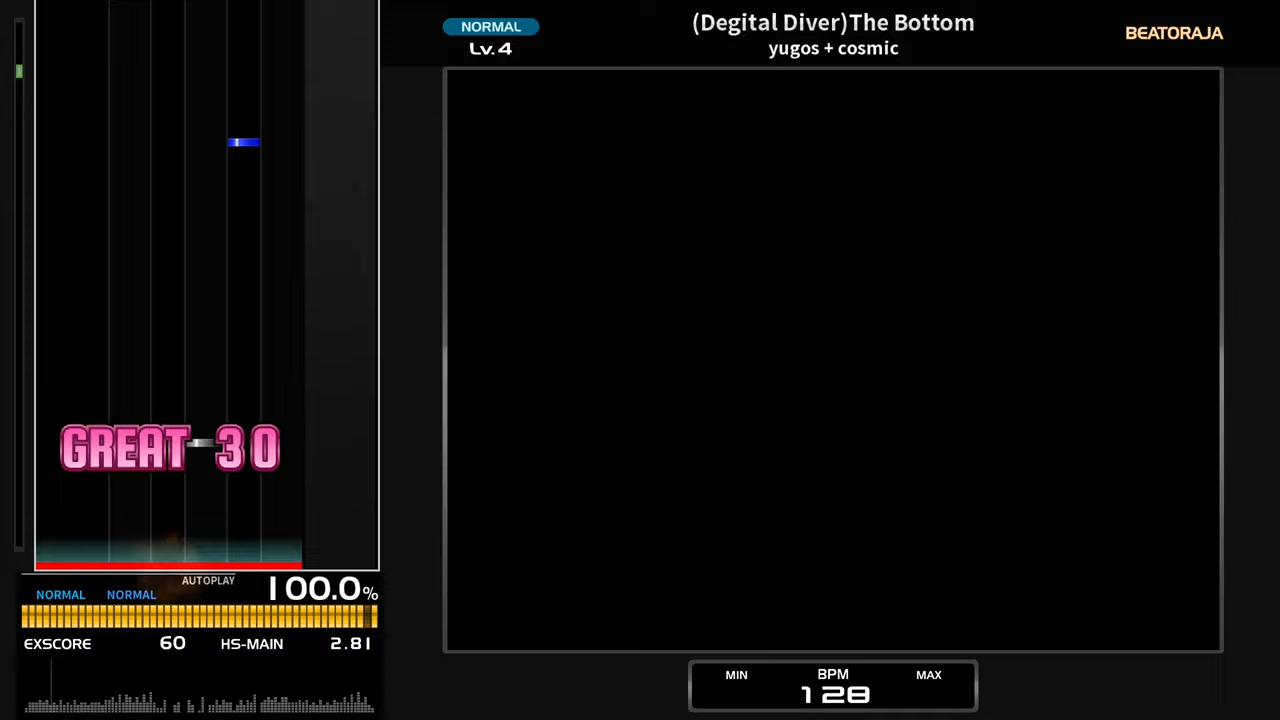 NORMAL
Lv.4
(Degital Diver)The Bottom
yugos + cosmic
BEATORAJA
GREAT 30
AUTOPLAY
100.0%
NORMAL NORMAL
EXSCORE 60 HS-MAIN 2.81
MIN BPM MAX
128